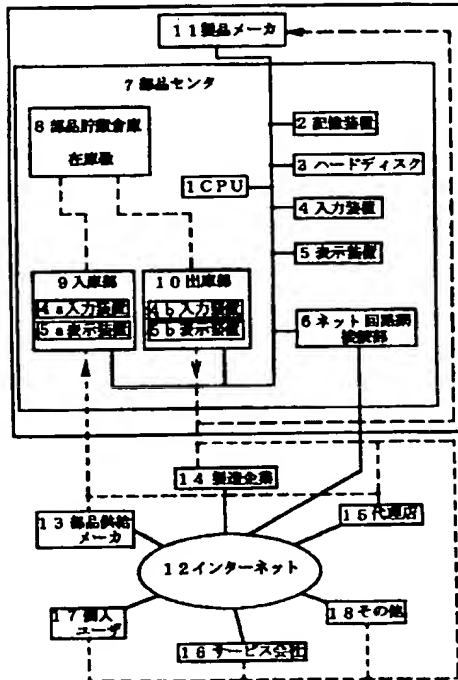 11製品メーカ
7部品センタ
8部品貯蔵倉庫
在庫数
2記憶装置
3ハードディスク
1CPU
4入力装置
5表示装置
9入庫部
4a入力装置
5a表示装置
10出庫部
4b入力装置
5b表示装置
6ネット回路網
接続部
14製造企業
13部品供給
メーカ
15代理店
12インターネット
17個人
ユーザ
18その他
16サービス会社